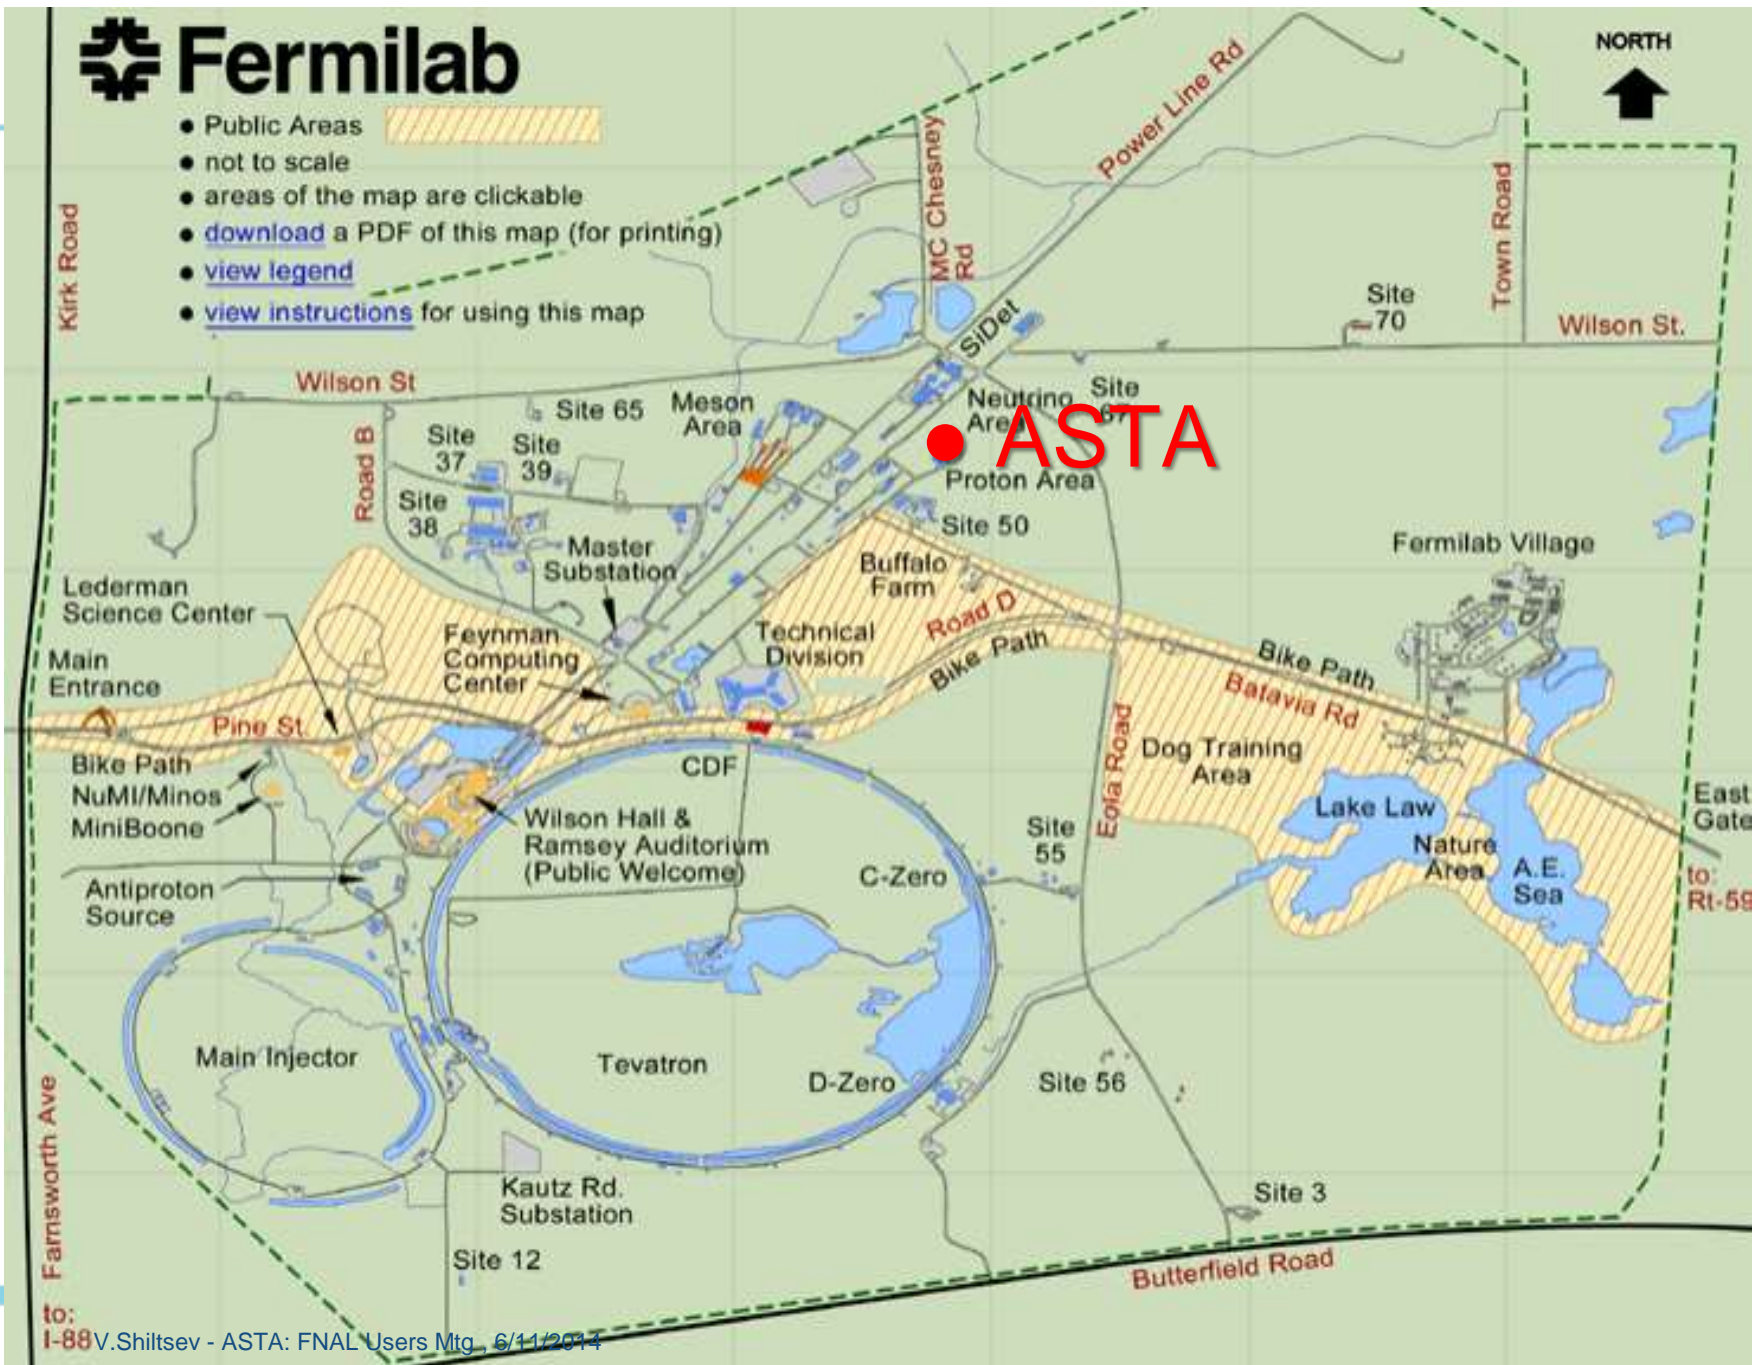 Fermilab
NORTH
Public Areas
not to scale
areas of the map are clickable
download a PDF of this map (for printing)
view legend
view instructions for using this map
Kirk Road
MC Chesney
Rd
Power Line Rd
Town Road
Site
70
Wilson St.
SiDet
Wilson St
Site 65
Meson
Area
Neutrino
Area
Site
67
ASTA
Road B
Site
37
Site
39
Site
38
Proton Area
Site 50
Master
Substation
Buffalo
Farm
Fermilab Village
Lederman
Science Center
Feynman
Computing
Center
Technical
Division
Road D
Bike Path
Bike Path
Batavia Rd
Main
Entrance
Pine St
Bike Path
NuMI/Minos
MiniBoone
CDF
Eola Road
Dog Training
Area
Lake Law
Nature
Area
A.E.
Sea
East
Gate
to:
Rt-59
Wilson Hall &
Ramsey Auditorium
(Public Welcome)
Site
55
C-Zero
Antiproton
Source
Main Injector
Tevatron
D-Zero
Site 56
Kautz Rd.
Substation
Site 3
Site 12
Butterfield Road
Farnsworth Ave
to:
I-88
V.Shiltsev - ASTA: FNAL Users Mtg , 6/11/2014